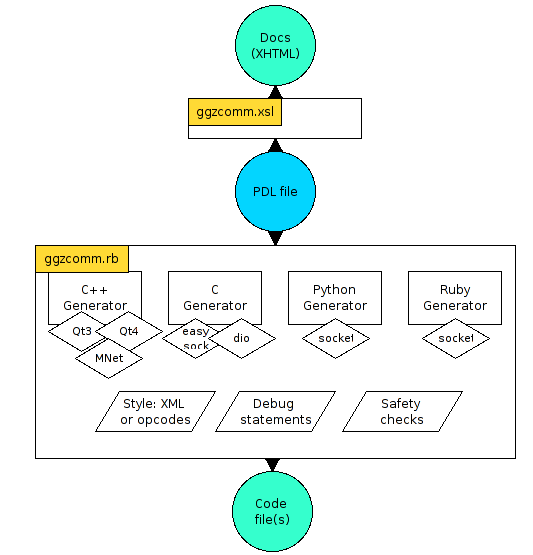 Docs
(XHTML)
ggzcomm.xsl
PDL file
ggzcomm.rb
C++
Generator
C
Generator
Python
Generator
Ruby
Generator
Qt3
Qt4
MNet
easy
sock
dio
socket
socket
Style: XML
or opcodes
Debug
statements
Safety
checks
Code
file(s)